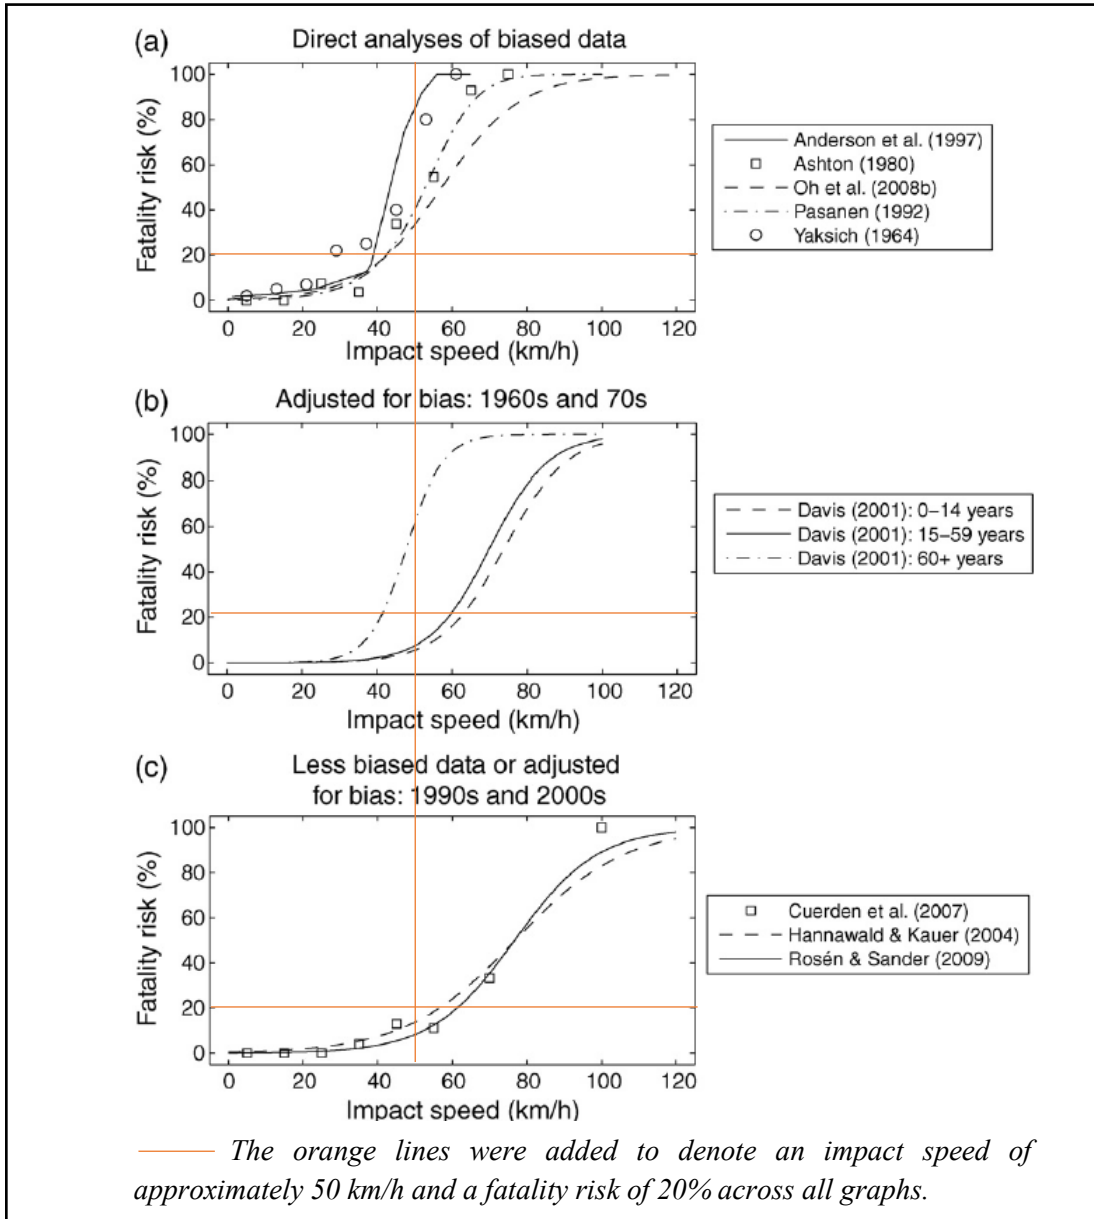 (a) Direct analyses of biased data
Fatality risk (%)
100
80
60
40
20
0
0 20 40 60 80 100 120
Impact speed (km/h)
Anderson et al. (1997)
Ashton (1980)
Oh et al. (2008b)
Pasanen (1992)
Yaksich (1964)
(b) Adjusted for bias: 1960s and 70s
Fatality risk (%)
100
80
60
40
20
0
0 20 40 60 80 100 120
Impact speed (km/h)
Davis (2001): 0–14 years
Davis (2001): 15–59 years
Davis (2001): 60+ years
(c) Less biased data or adjusted
for bias: 1990s and 2000s
Fatality risk (%)
100
80
60
40
20
0
0 20 40 60 80 100 120
Impact speed (km/h)
Cuerden et al. (2007)
Hannawald & Kauer (2004)
Rosén & Sander (2009)
The orange lines were added to denote an impact speed of
approximately 50 km/h and a fatality risk of 20% across all graphs.